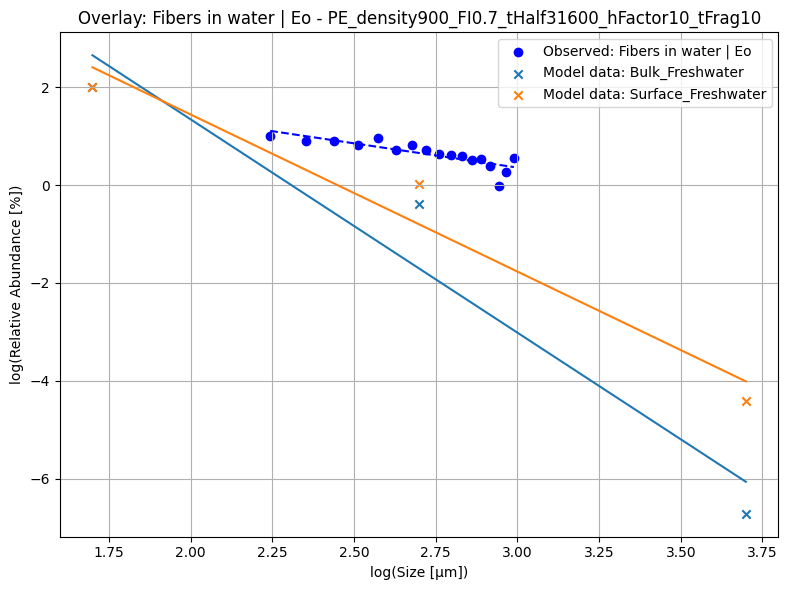 Overlay: Fibers in water | Eo - PE_density900_FI0.7_tHalf31600_hFactor10_tFrag10
Observed: Fibers in water | Eo
Model data: Bulk_Freshwater
Model data: Surface_Freshwater
log(Relative Abundance [%])
2
0
−2
−4
−6
1.75
2.00
2.25
2.50
2.75
3.00
3.25
3.50
3.75
log(Size [μm])